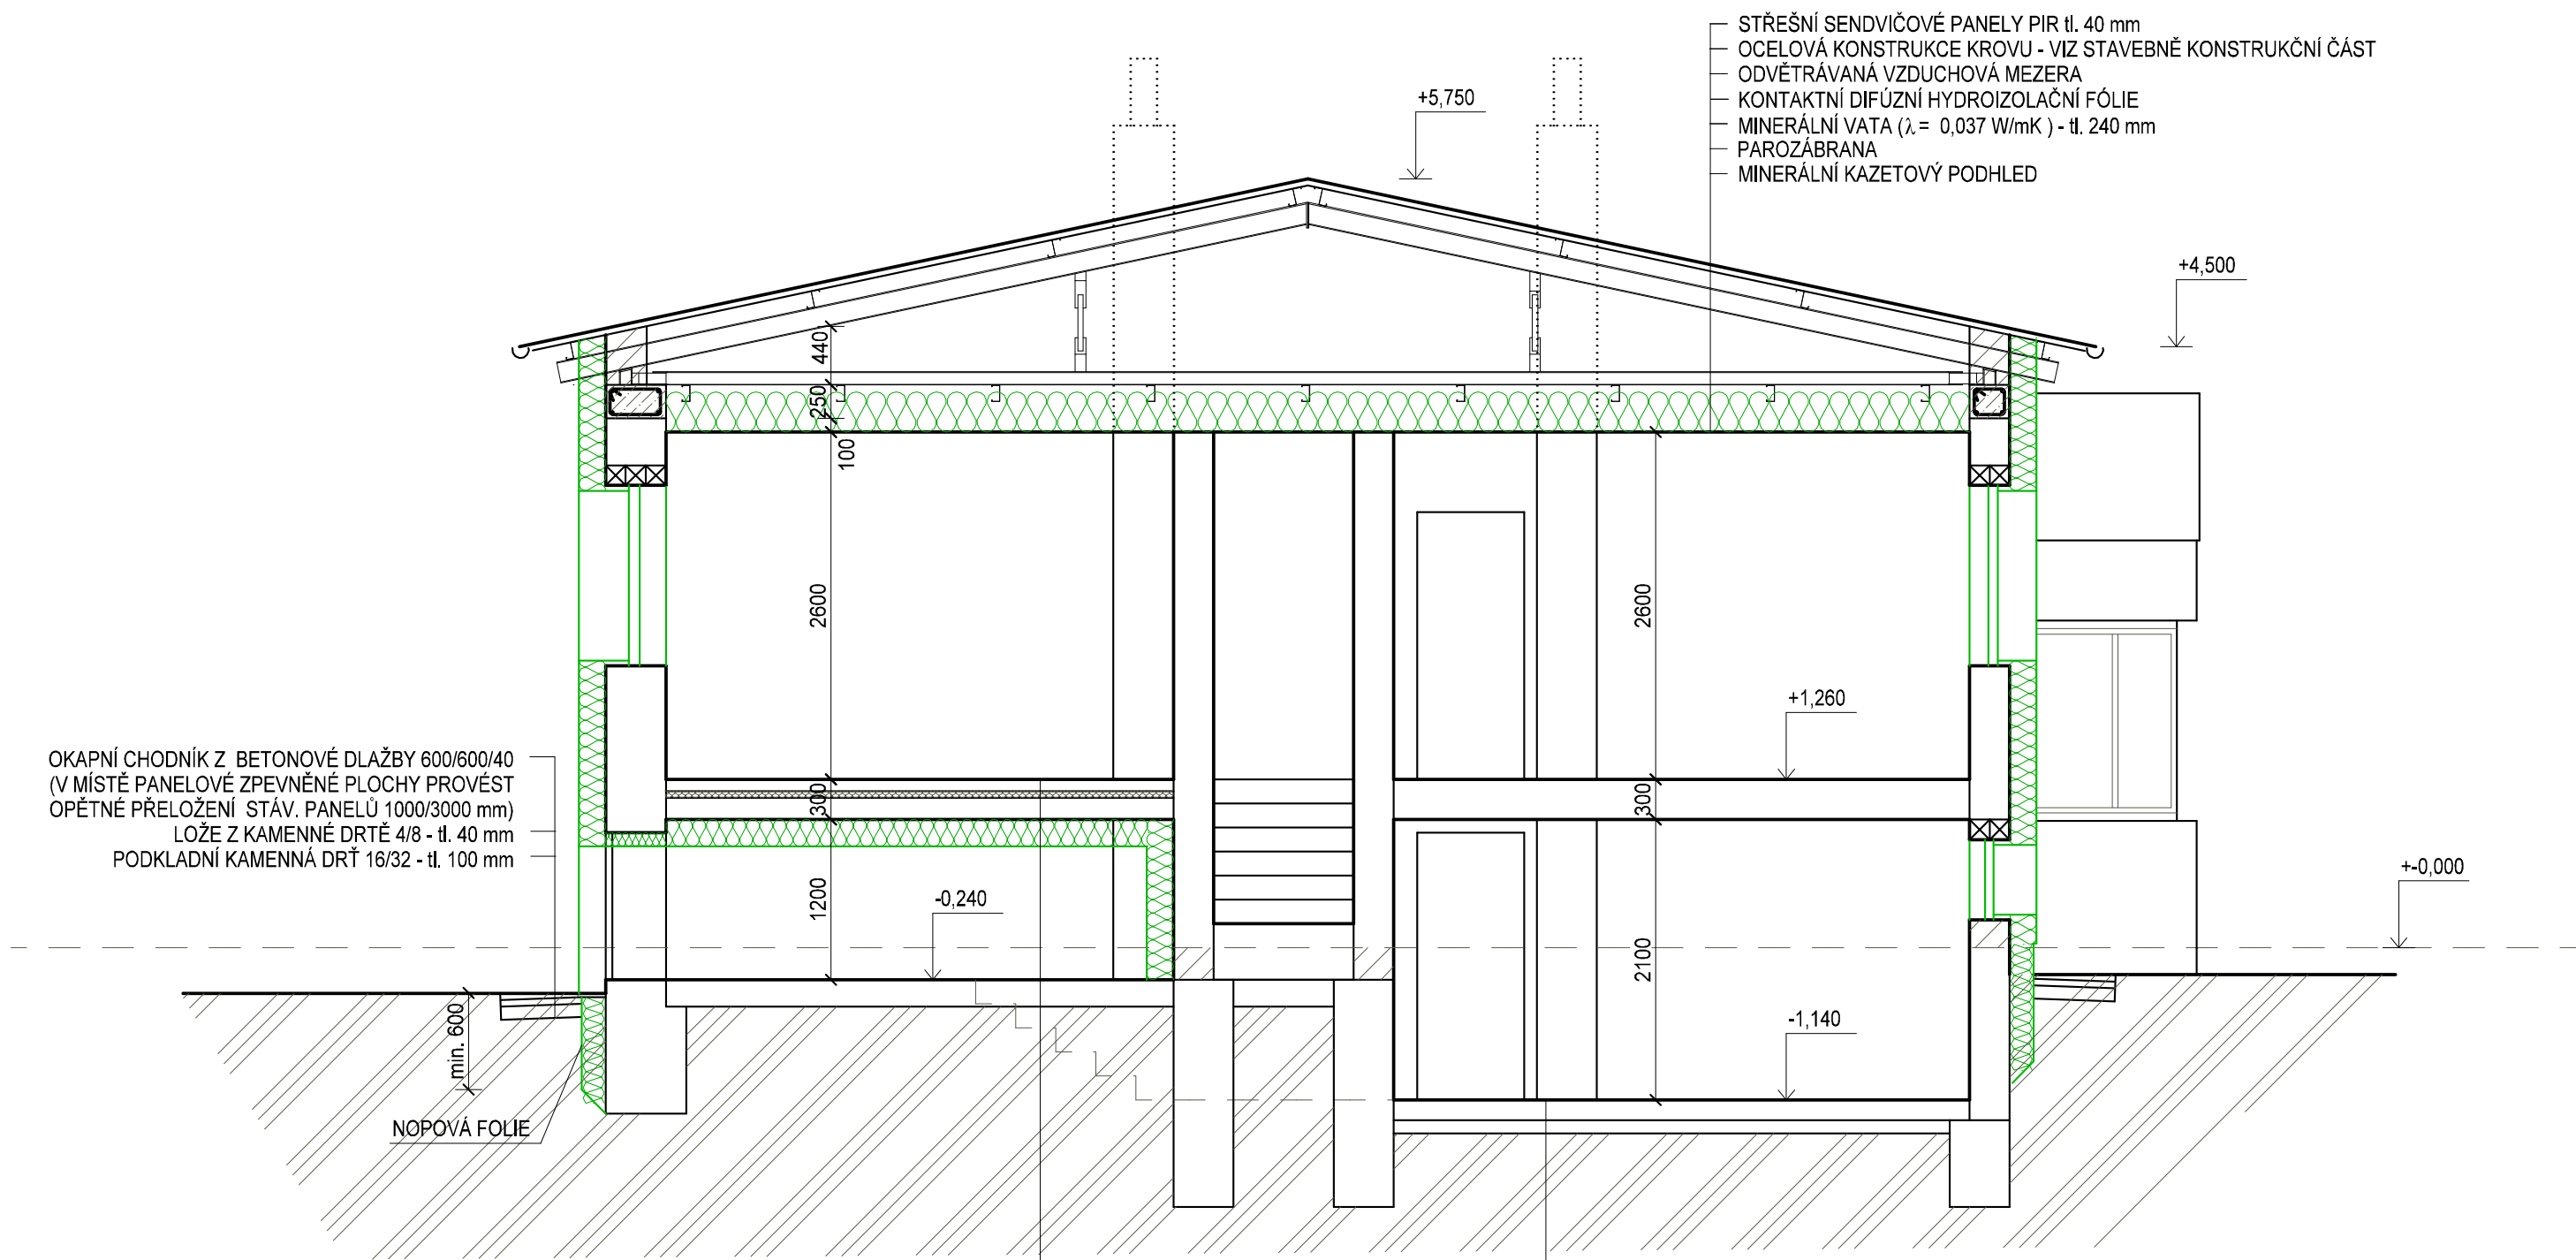 STŘEŠNÍ SENDVIČOVÉ PANELY PIR tl. 40 mm
OCELOVÁ KONSTRUKCE KROVU - VIZ STAVEBNĚ KONSTRUKČNÍ ČÁST
ODVĚTRÁVANÁ VZDUCHOVÁ MEZERA
KONTAKTNÍ DIFÚZNÍ HYDROIZOLAČNÍ FÓLIE
MINERÁLNÍ VATA (λ = 0,037 W/mK ) - tl. 240 mm
PAROZÁBRANA
MINERÁLNÍ KAZETOVÝ PODHLED
+5,750
+4,500
440
250
100
2600
2600
+1,260
OKAPNÍ CHODNÍK Z BETONOVÉ DLAŽBY 600/600/40
(V MÍSTĚ PANELOVÉ ZPEVNĚNÉ PLOCHY PROVÉST
OPĚTNÉ PŘELOŽENÍ STÁV. PANELŮ 1000/3000 mm)
LOŽE Z KAMENNÉ DRTĚ 4/8 - tl. 40 mm
PODKLADNÍ KAMENNÁ DRŤ 16/32 - tl. 100 mm
300
300
1200
-0,240
2100
+-0,000
min. 600
-1,140
NOPOVÁ FOLIE